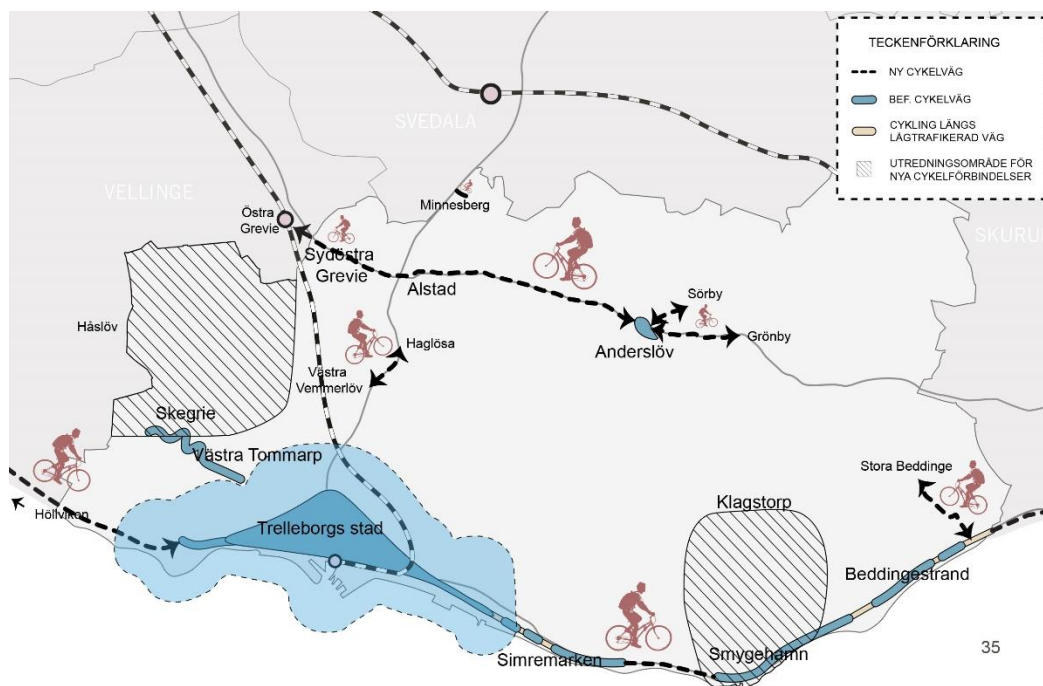 TECKENFÖRKLARING
NY CYKELVÄG
BEF. CYKELVÄG
CYKLING LÄNGS
LÅGTRAFIKERAD VÄG
UTREDNINGSOMRÅDE FÖR
NYA CYKELFÖRBINDELSER
SVEDALA
VELLINGE
SKURUP
Minnesberg
Östra
Grevie
Sydöstra
Grevie
Alstad
Sörby
Håslöv
Haglösa
Grönby
Anderslöv
Västra
Vemmerlöv
Skegrie
Västra Tommarp
Stora Beddinge
Klagstorp
Höllviken
Trelleborgs stad
Beddingestrand
Simremarken
Smygehamn
35